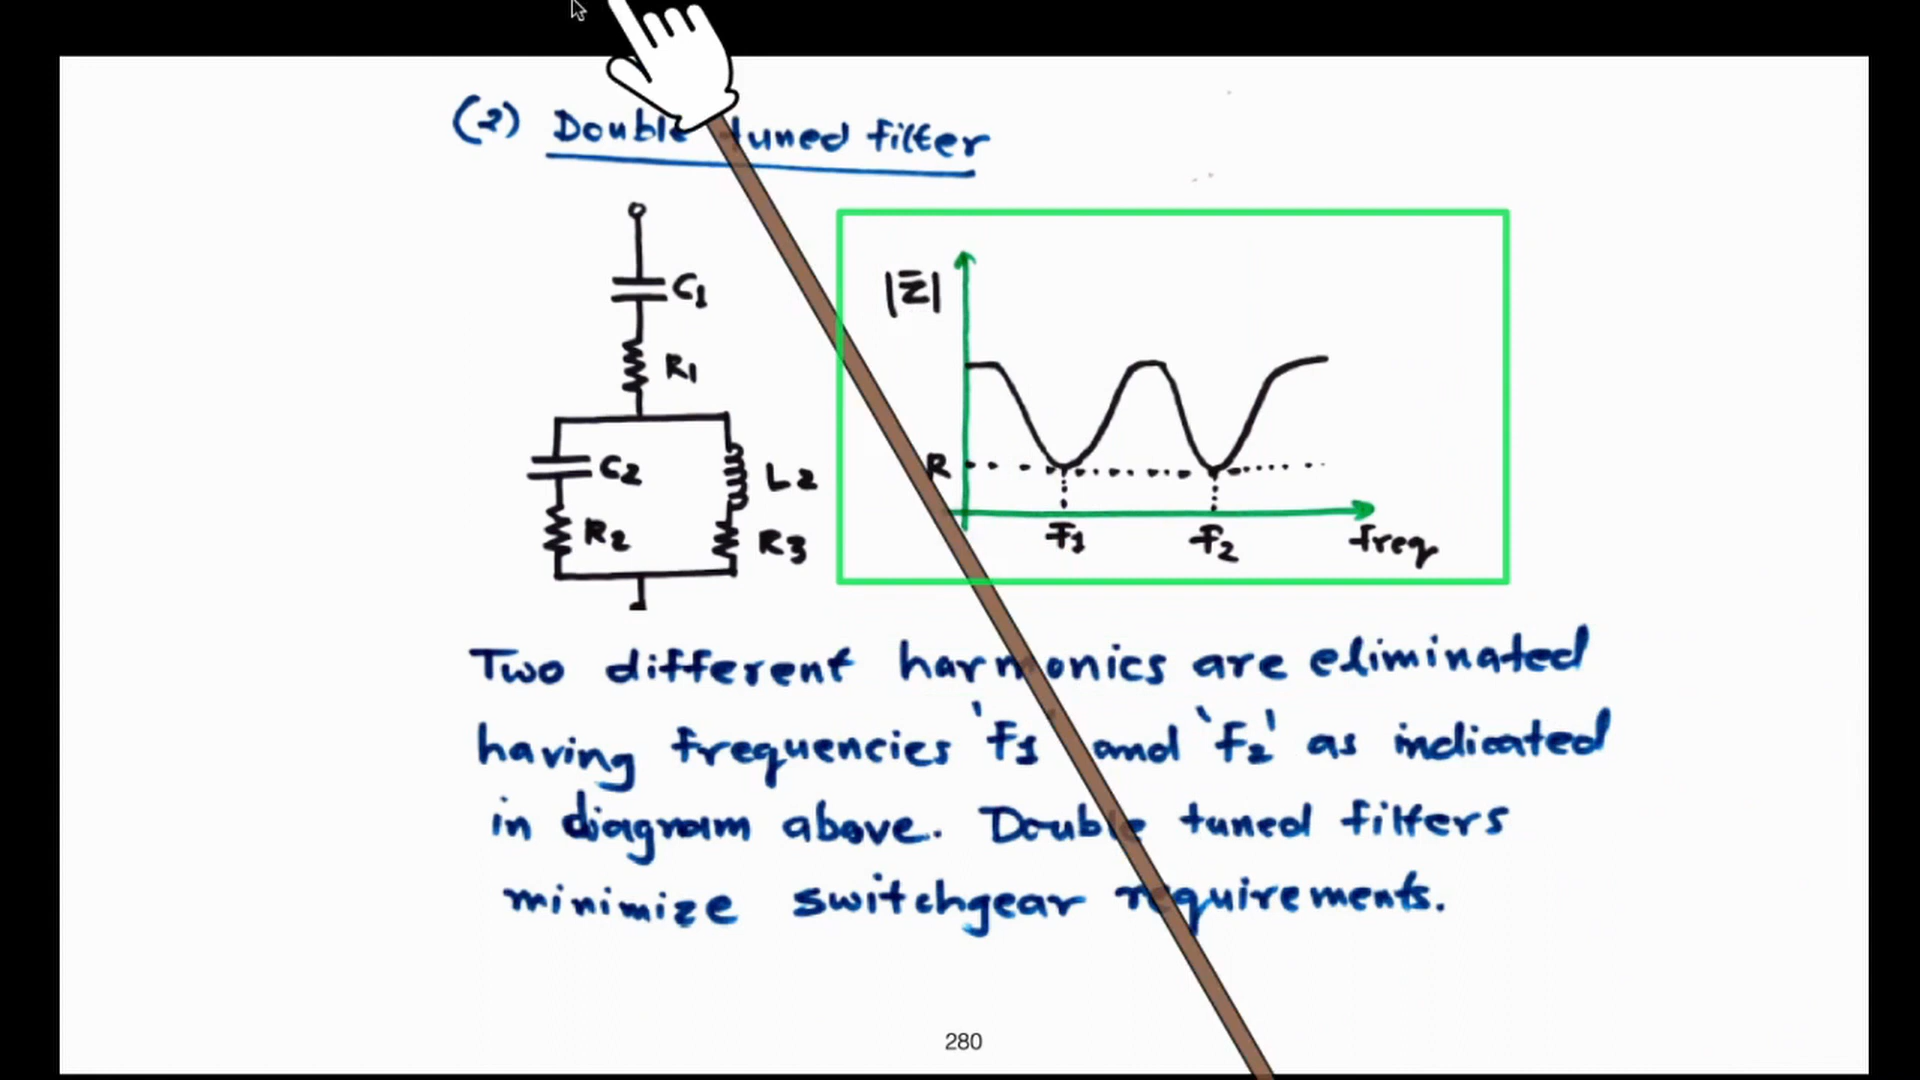 (2) Double tuned filter
C1
R1
C2
L2
R2
R3
|Z̅|
R
f1
f2
freq
Two different harmonics are eliminated
having frequencies 'f1 and 'f2' as indicated
in diagram above. Double tuned filters
minimize switchgear requirements.
280